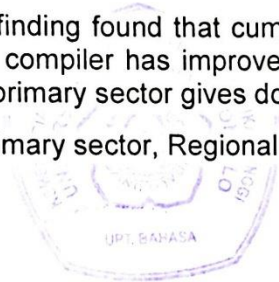 finding found that cum
compiler has improve
primary sector gives do
mary sector, Regional
UPT. BAHASA